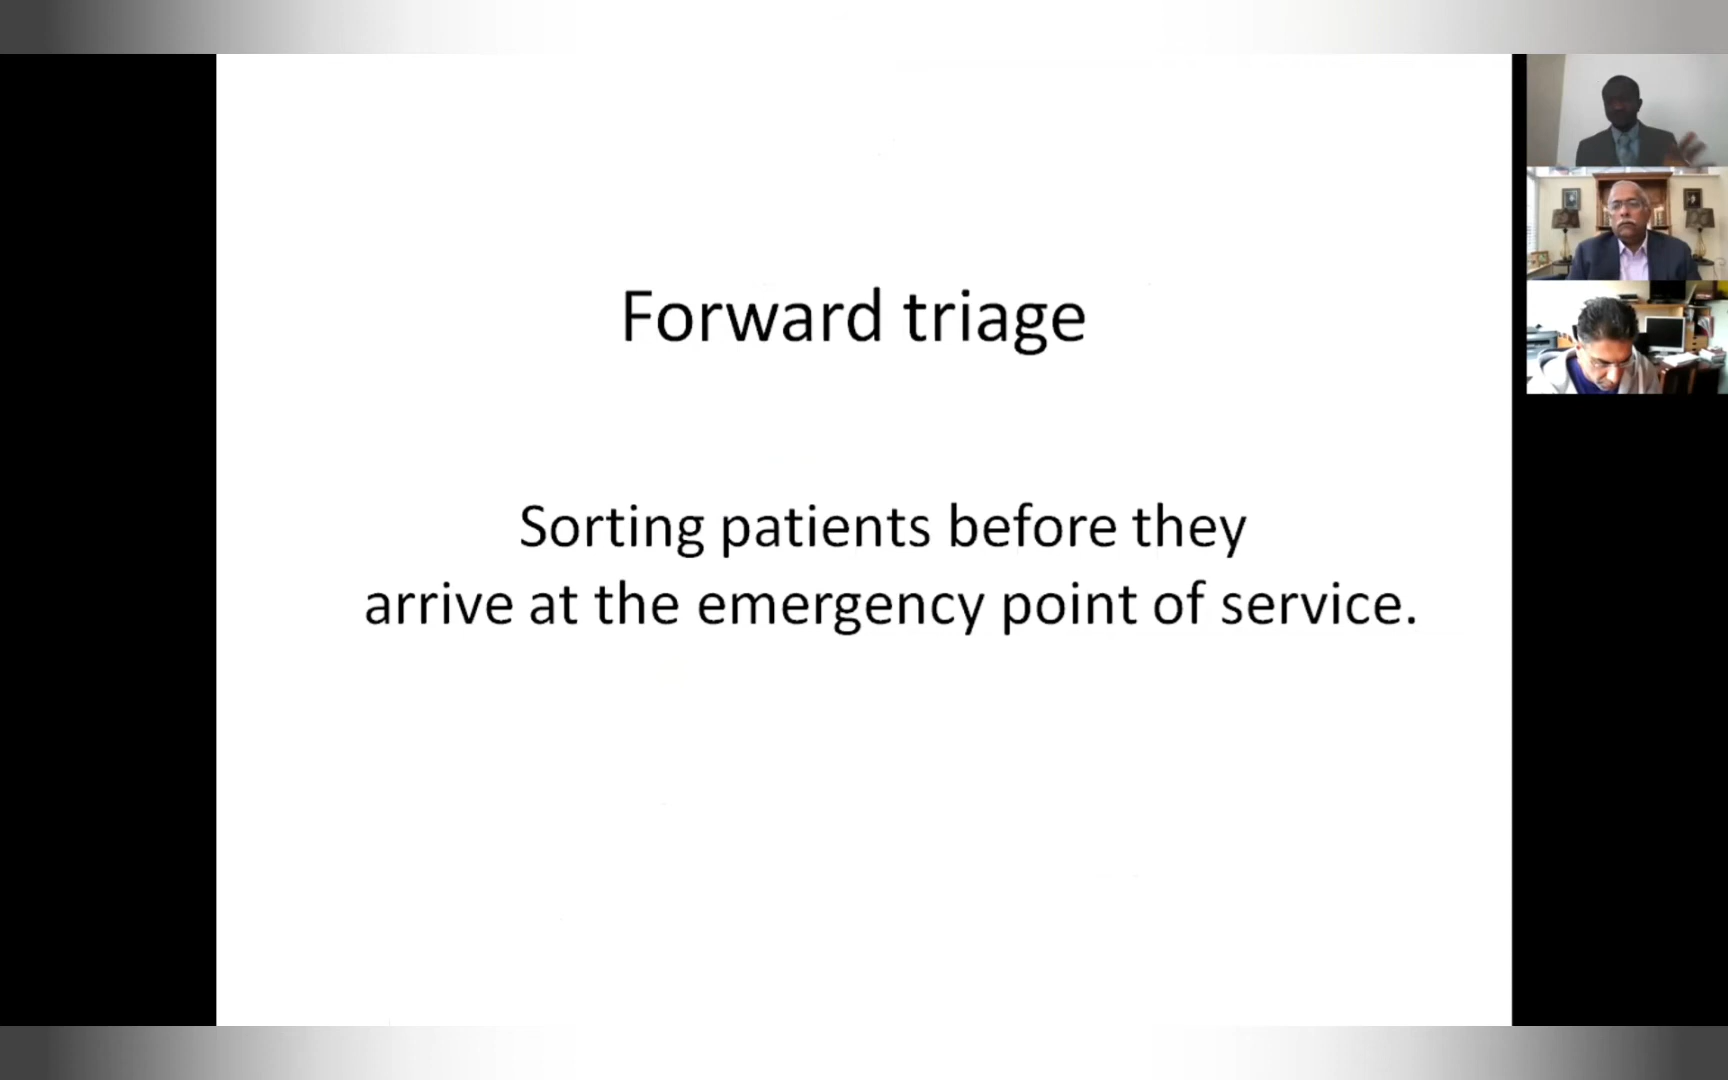 Forward triage
Sorting patients before they
arrive at the emergency point of service.